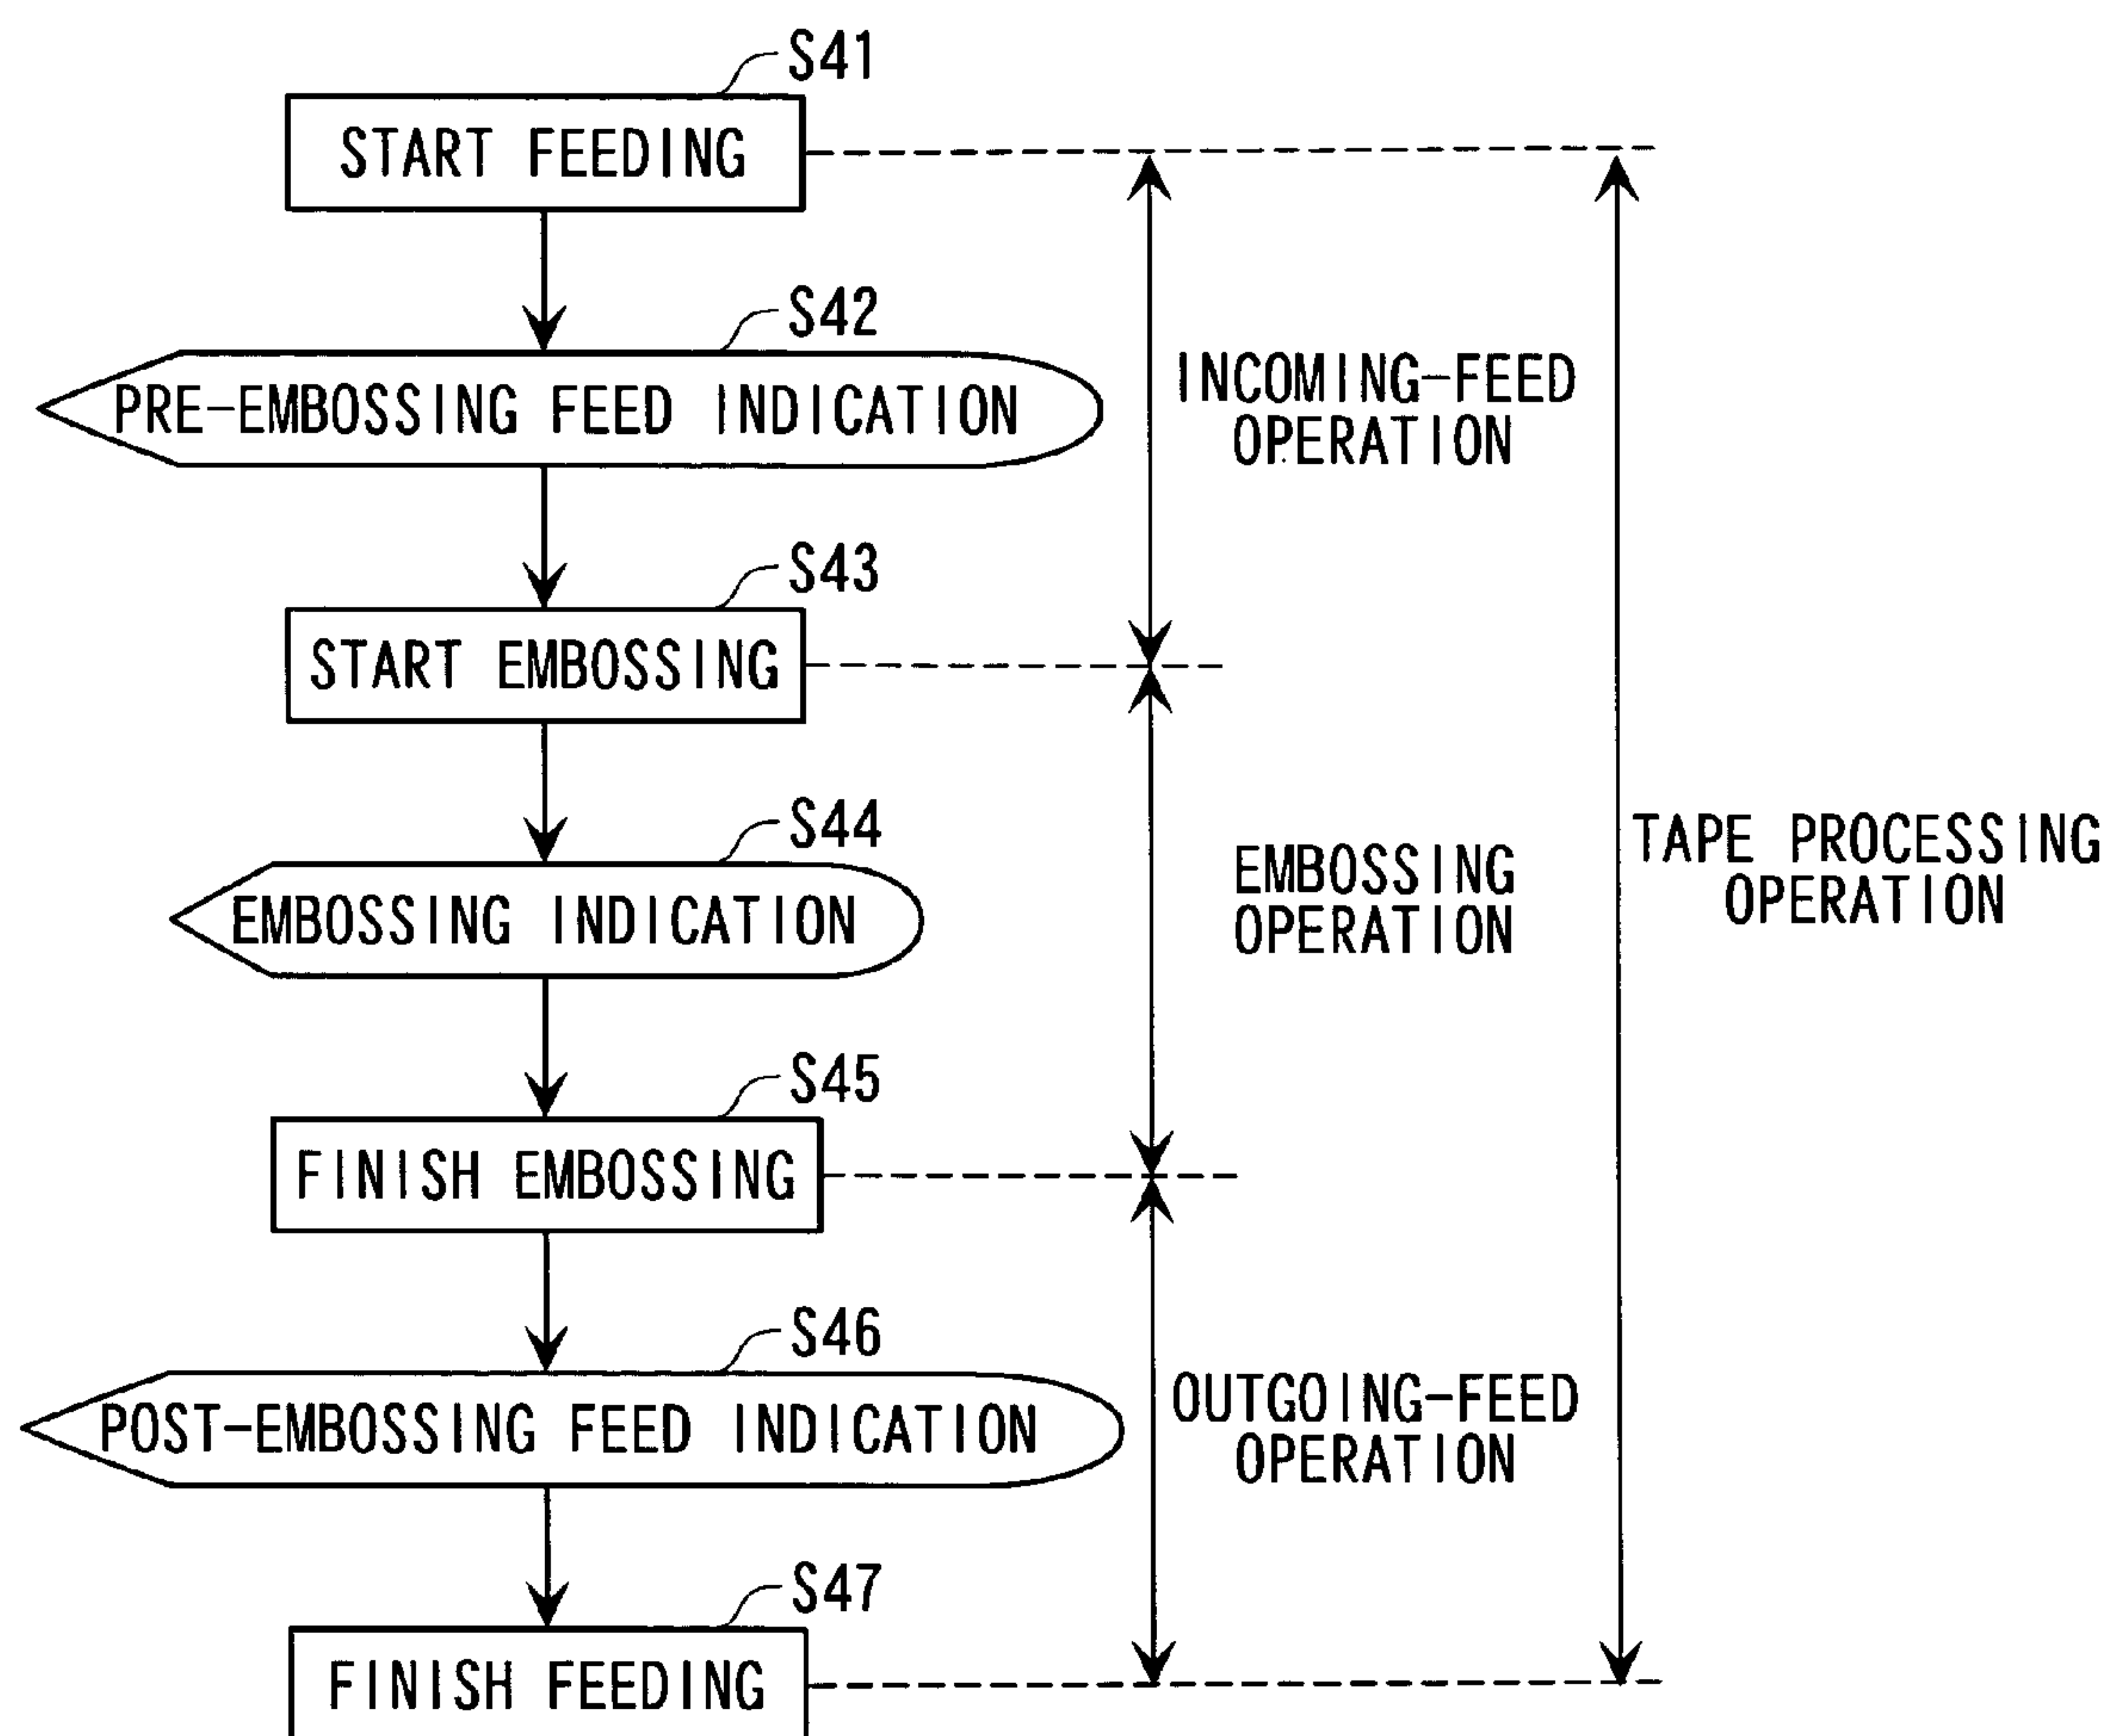 S41
START FEEDING
S42
PRE-EMBOSSING FEED INDICATION
INCOMING-FEED
OPERATION
S43
START EMBOSSING
S44
EMBOSSING INDICATION
EMBOSSING
OPERATION
TAPE PROCESSING
OPERATION
S45
FINISH EMBOSSING
S46
POST-EMBOSSING FEED INDICATION
OUTGOING-FEED
OPERATION
S47
FINISH FEEDING